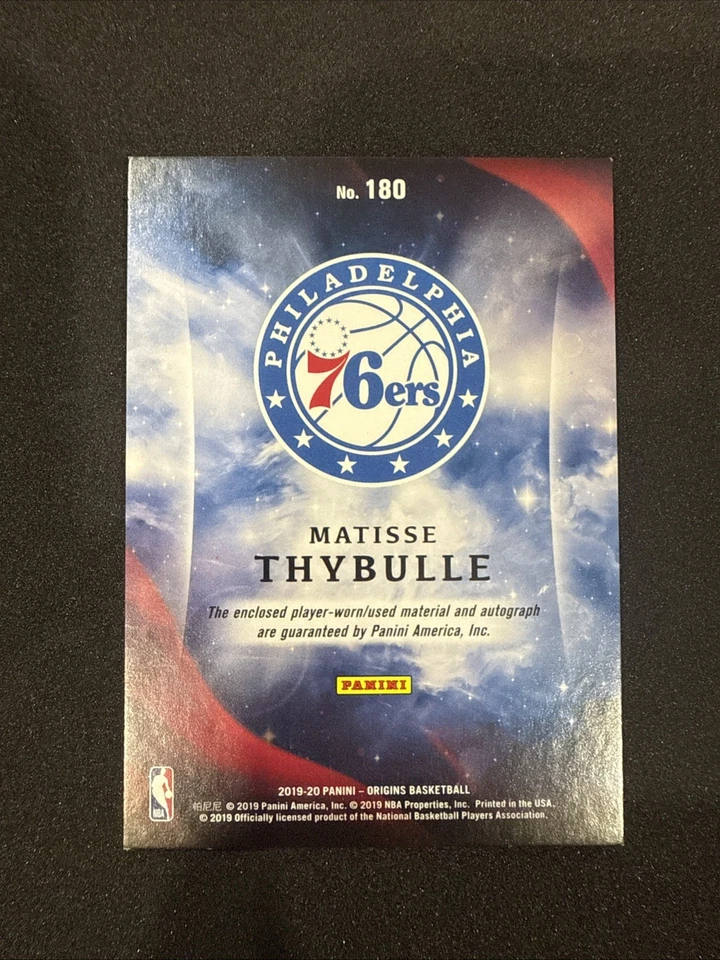 No. 180
PHILADELPHIA
76ers
MATISSE
THYBULLE
The enclosed player-worn/used material and autograph
are guaranteed by Panini America, Inc.
PANINI
2019-20 PANINI – ORIGINS BASKETBALL
帕尼尼 © 2019 Panini America, Inc. © 2019 NBA Properties, Inc. Printed in the USA.
© 2019 Officially licensed product of the National Basketball Players Association.
NBA